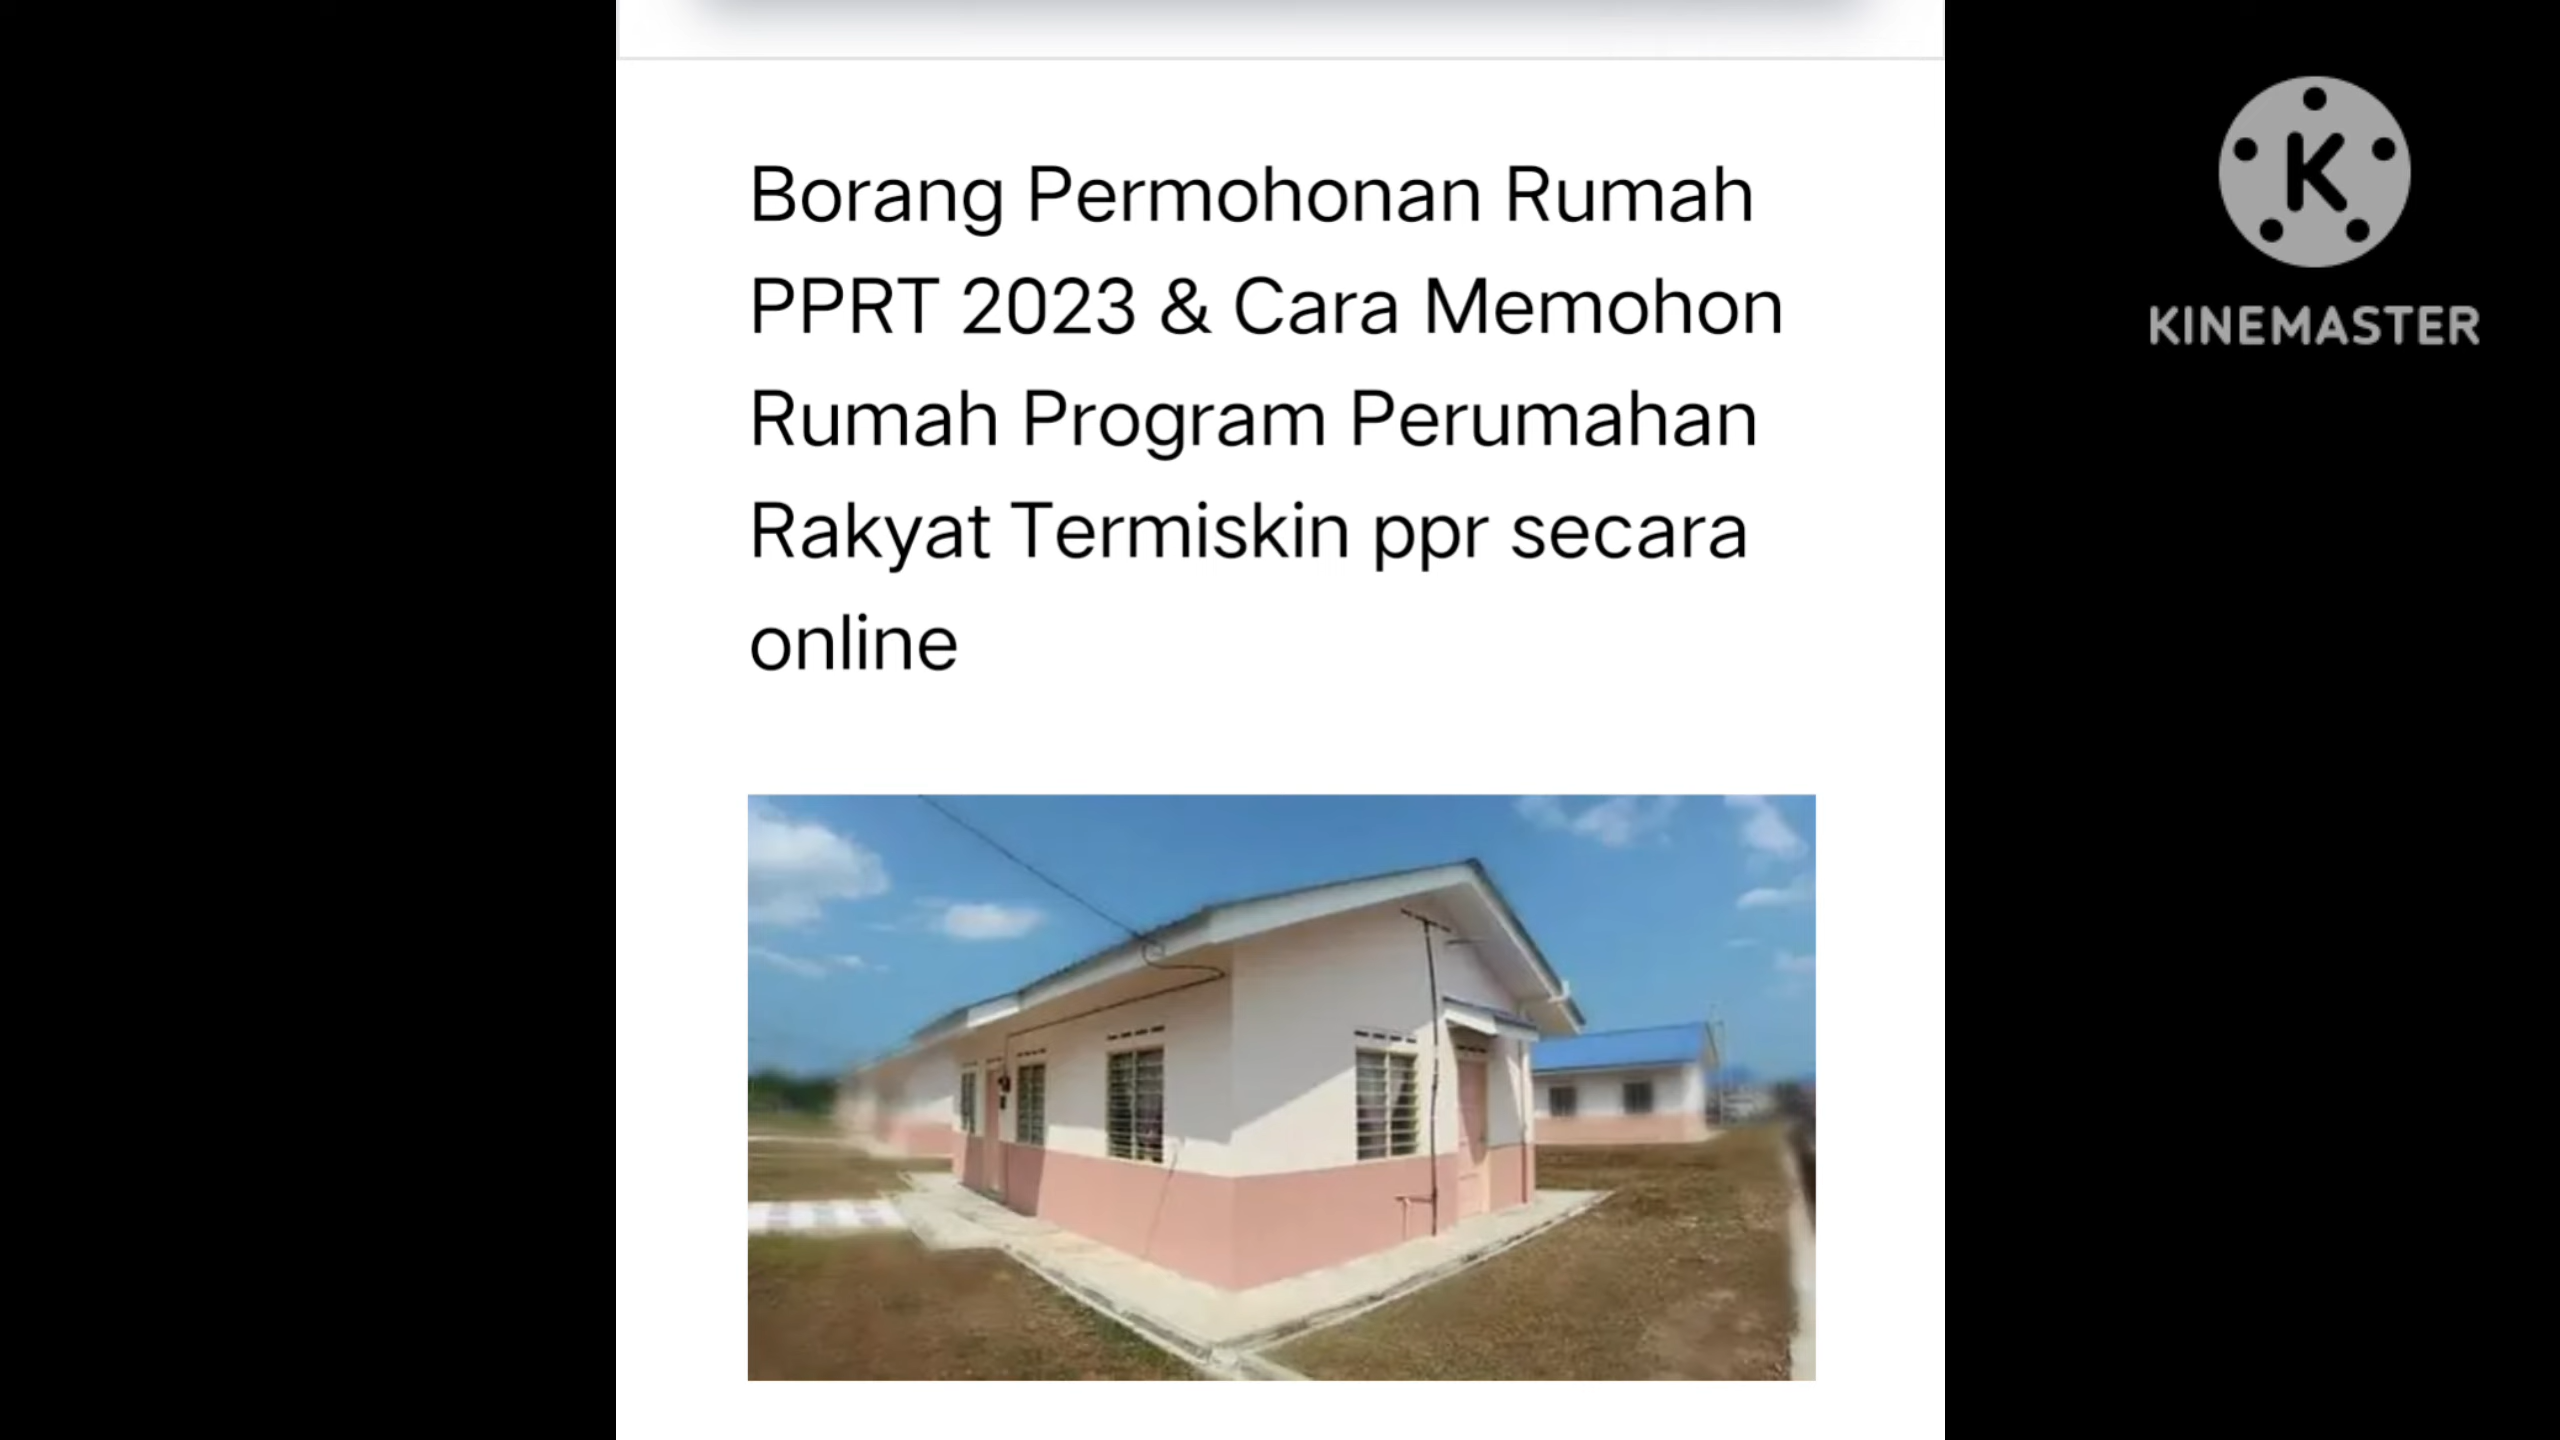 Borang Permohonan Rumah
PPRT 2023 & Cara Memohon
Rumah Program Perumahan
Rakyat Termiskin ppr secara
online
K
KINEMASTER